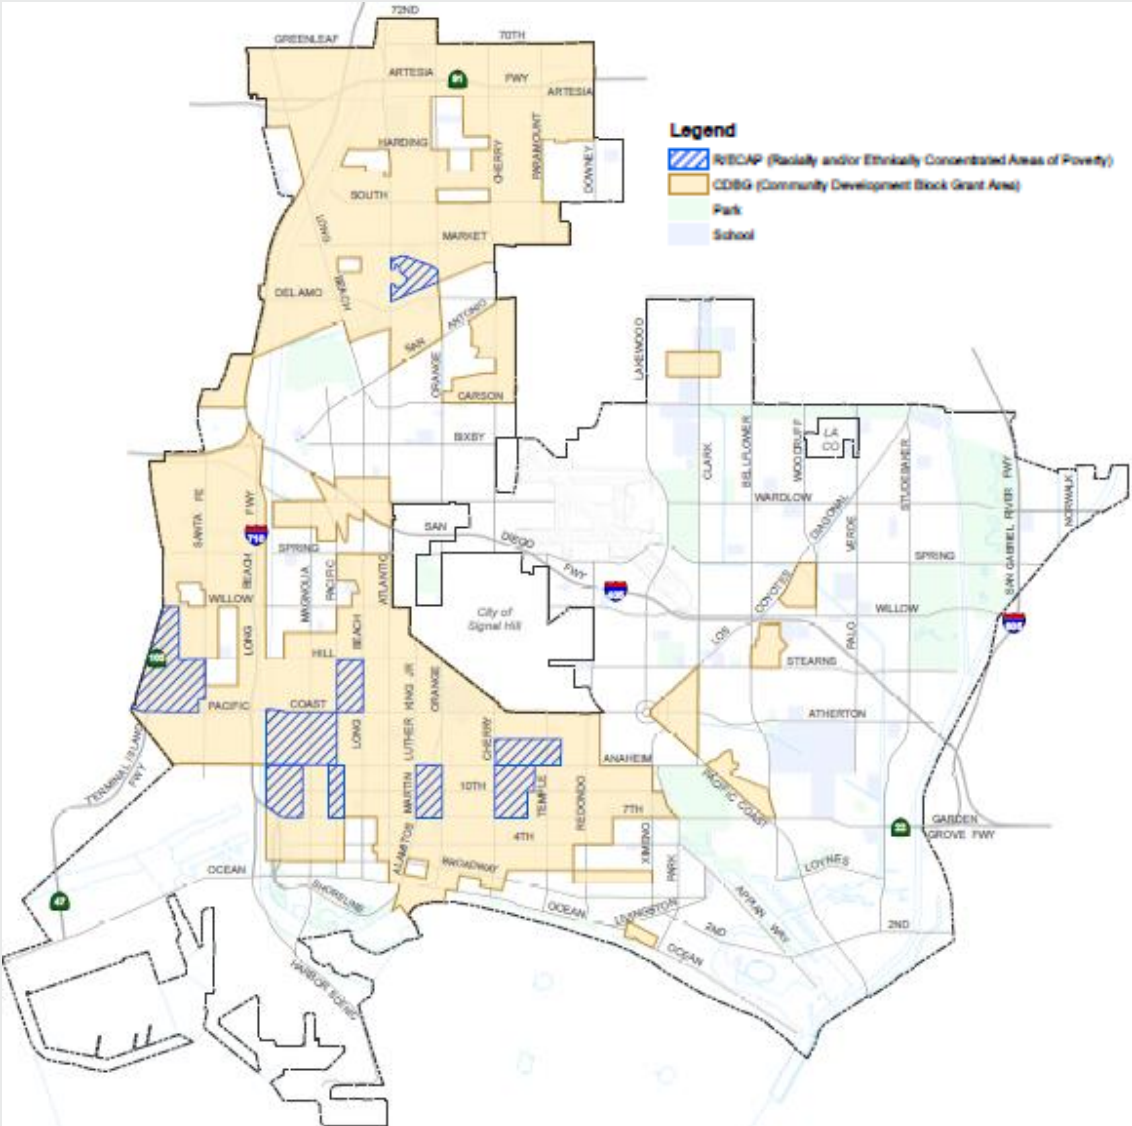 72ND
GREENLEAF
70TH
ARTESIA
91
FWY
ARTESIA
Legend
R/ECAP (Racially and/or Ethnically Concentrated Areas of Poverty)
CDBG (Community Development Block Grant Area)
Park
School
HARDING
CHERRY
PARAMOUNT
DOWNEY
SOUTH
LONG
MARKET
DEL AMO
BEACH
SAN
ANTONIO
ORANGE
LAKEWOOD
CARSON
BIXBY
CLARK
BELLFLOWER
WOODRUFF
LA
CO
STUDEBAKER
SAN GABRIEL RIVER FWY
NORWALK
SANTA FE
FWY
710
WARDLOW
SAN
DIEGO
FWY
405
DIAGONAL
VERDE
SPRING
SPRING
BEACH
MAGNOLIA
PACIFIC
ATLANTIC
COYOTES
WILLOW
WILLOW
City of
Signal Hill
605
LONG
BEACH
HILL
LOS
PALO
STEARNS
103
PACIFIC
COAST
LONG
MARTIN
LUTHER
KING JR
ORANGE
ATHERTON
CHERRY
ANAHEIM
TERMINAL ISLAND
FWY
10TH
TEMPLE
REDONDO
PACIFIC COAST
7TH
4TH
XIMENO
22
GARDEN
GROVE FWY
ALAMITOS
BROADWAY
PARK
LOYNES
OCEAN
SHORELINE
47
OCEAN
LIVINGSTON
APPIAN
WAY
2ND
2ND
OCEAN
HARBOR SCENIC